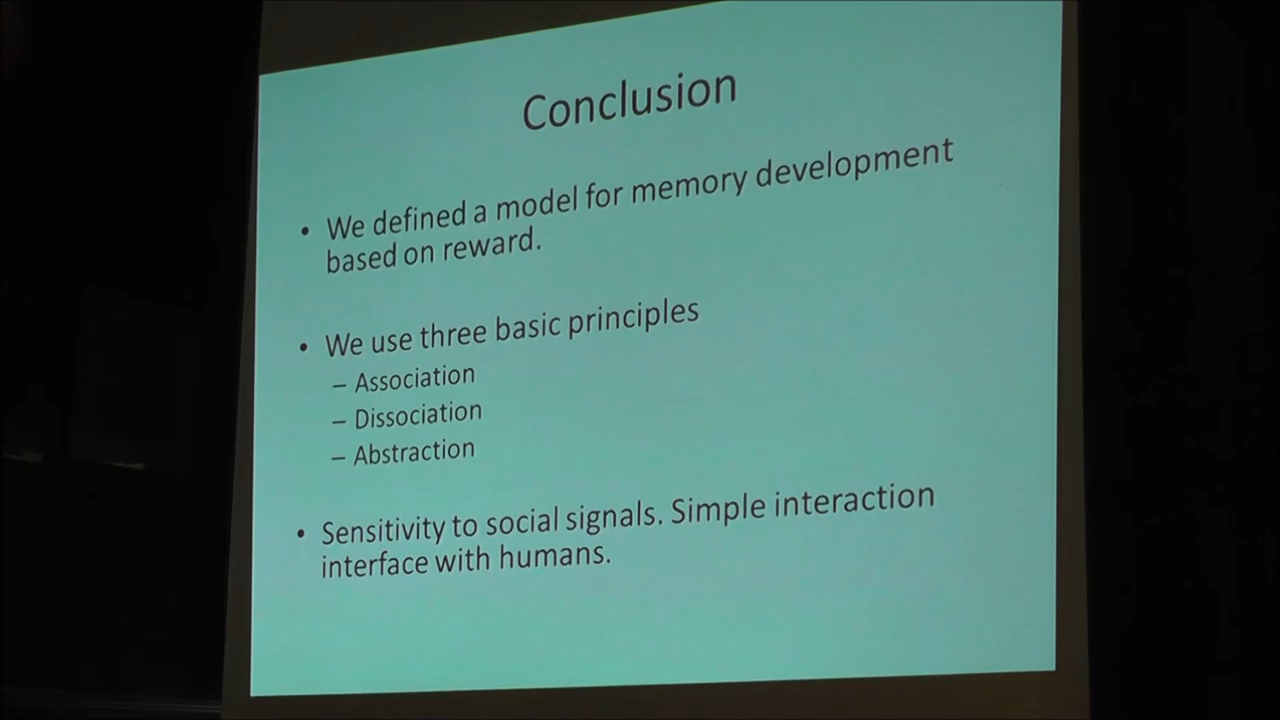 Conclusion
• We defined a model for memory development
based on reward.
• We use three basic principles
– Association
– Dissociation
– Abstraction
• Sensitivity to social signals. Simple interaction
interface with humans.